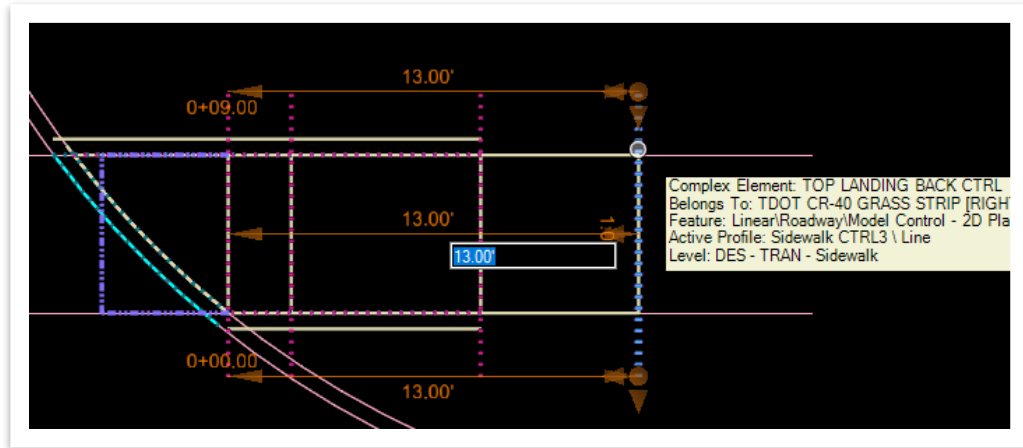 13.00'
0+09.00
Complex Element: TOP LANDING BACK CTRL
Belongs To: TDOT CR-40 GRASS STRIP [RIGH
Feature: Linear\Roadway\Model Control - 2D Pla
Active Profile: Sidewalk CTRL3 \ Line
Level: DES - TRAN - Sidewalk
13.00'
13.00'
0+00.00
13.00'